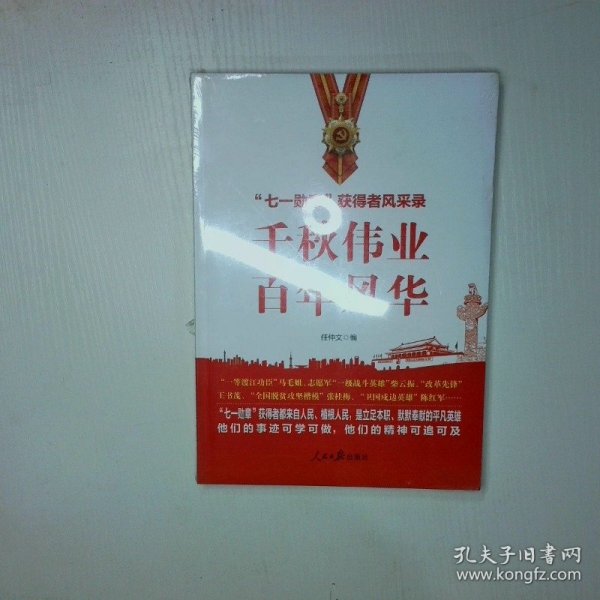 “七一勋章”获得者风采录
千秋伟业
百年风华
任仲文 编
“一等渡江功臣”马毛姐、志愿军“一级战斗英雄”柴云振、“改革先锋”
王书茂、“全国脱贫攻坚楷模”张桂梅、“卫国戍边英雄”陈红军……
“七一勋章”获得者都来自人民、植根人民，是立足本职、默默奉献的平凡英雄
他们的事迹可学可做，他们的精神可追可及
人民日报出版社
孔夫子旧书网
www.kongfz.com